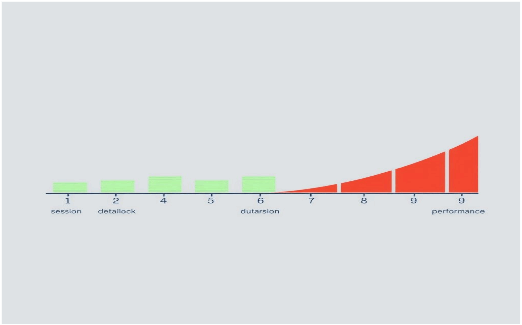 1 2 4 5 6 7 8 9 9
session detallock dutarsion performance